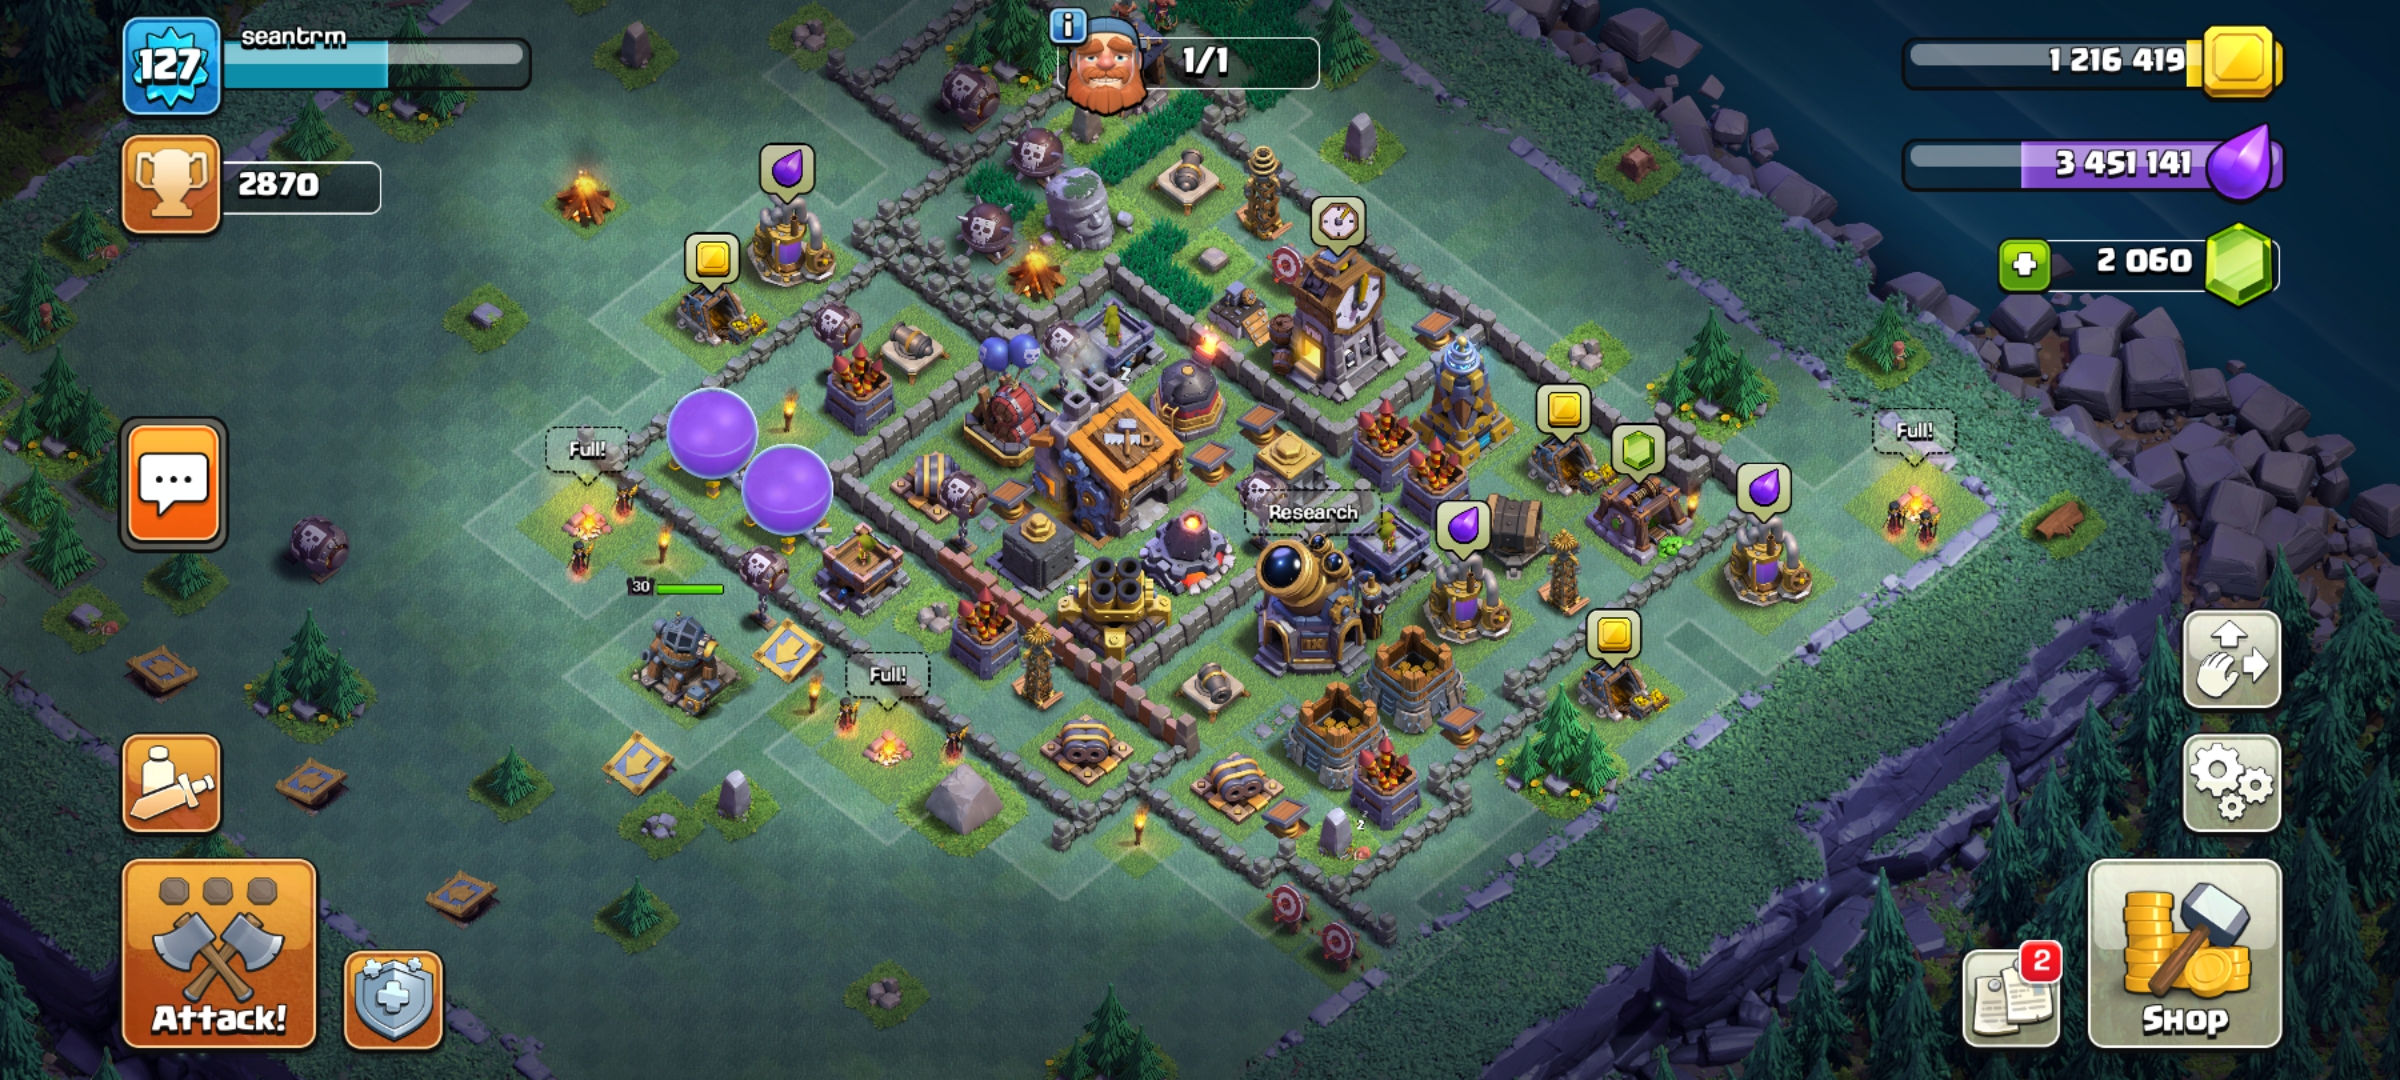 seantrm
127
1/1
1 216 419
2870
3 451 141
2 060
Full!
Full!
Research
30
Full!
2
Attack!
Shop